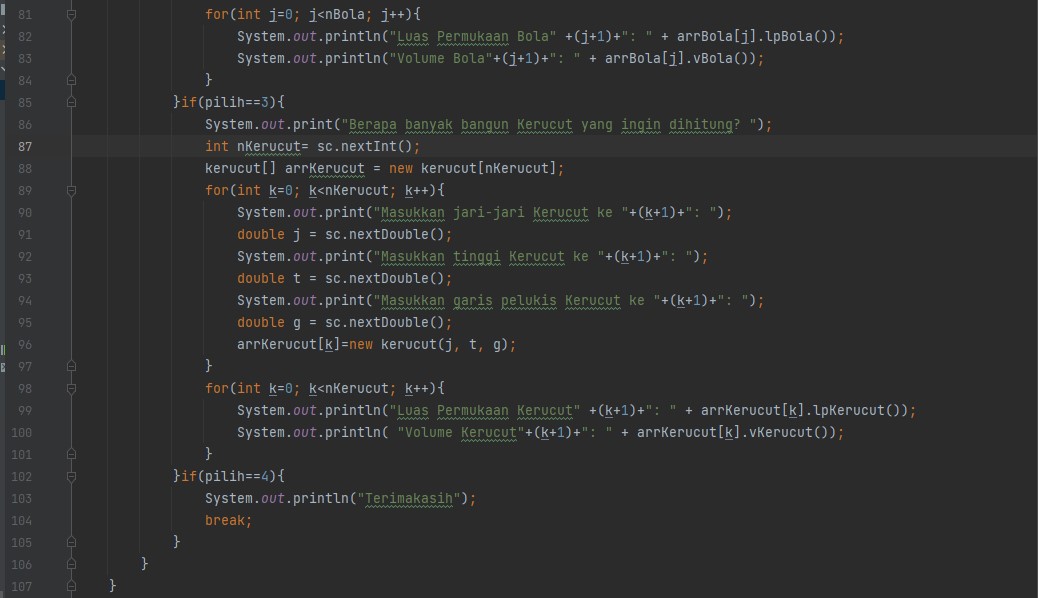 81 for(int j=0; j<nBola; j++){
82 System.out.println("Luas Permukaan Bola" +(j+1)+": " + arrBola[j].lpBola());
83 System.out.println("Volume Bola"+(j+1)+": " + arrBola[j].vBola());
84 }
85 }if(pilih==3){
86 System.out.print("Berapa banyak bangun Kerucut yang ingin dihitung? ");
87 int nKerucut= sc.nextInt();
88 kerucut[] arrKerucut = new kerucut[nKerucut];
89 for(int k=0; k<nKerucut; k++){
90 System.out.print("Masukkan jari-jari Kerucut ke "+(k+1)+": ");
91 double j = sc.nextDouble();
92 System.out.print("Masukkan tinggi Kerucut ke "+(k+1)+": ");
93 double t = sc.nextDouble();
94 System.out.print("Masukkan garis pelukis Kerucut ke "+(k+1)+": ");
95 double g = sc.nextDouble();
96 arrKerucut[k]=new kerucut(j, t, g);
97 }
98 for(int k=0; k<nKerucut; k++){
99 System.out.println("Luas Permukaan Kerucut" +(k+1)+": " + arrKerucut[k].lpKerucut());
100 System.out.println( "Volume Kerucut"+(k+1)+": " + arrKerucut[k].vKerucut());
101 }
102 }if(pilih==4){
103 System.out.println("Terimakasih");
104 break;
105 }
106 }
107 }